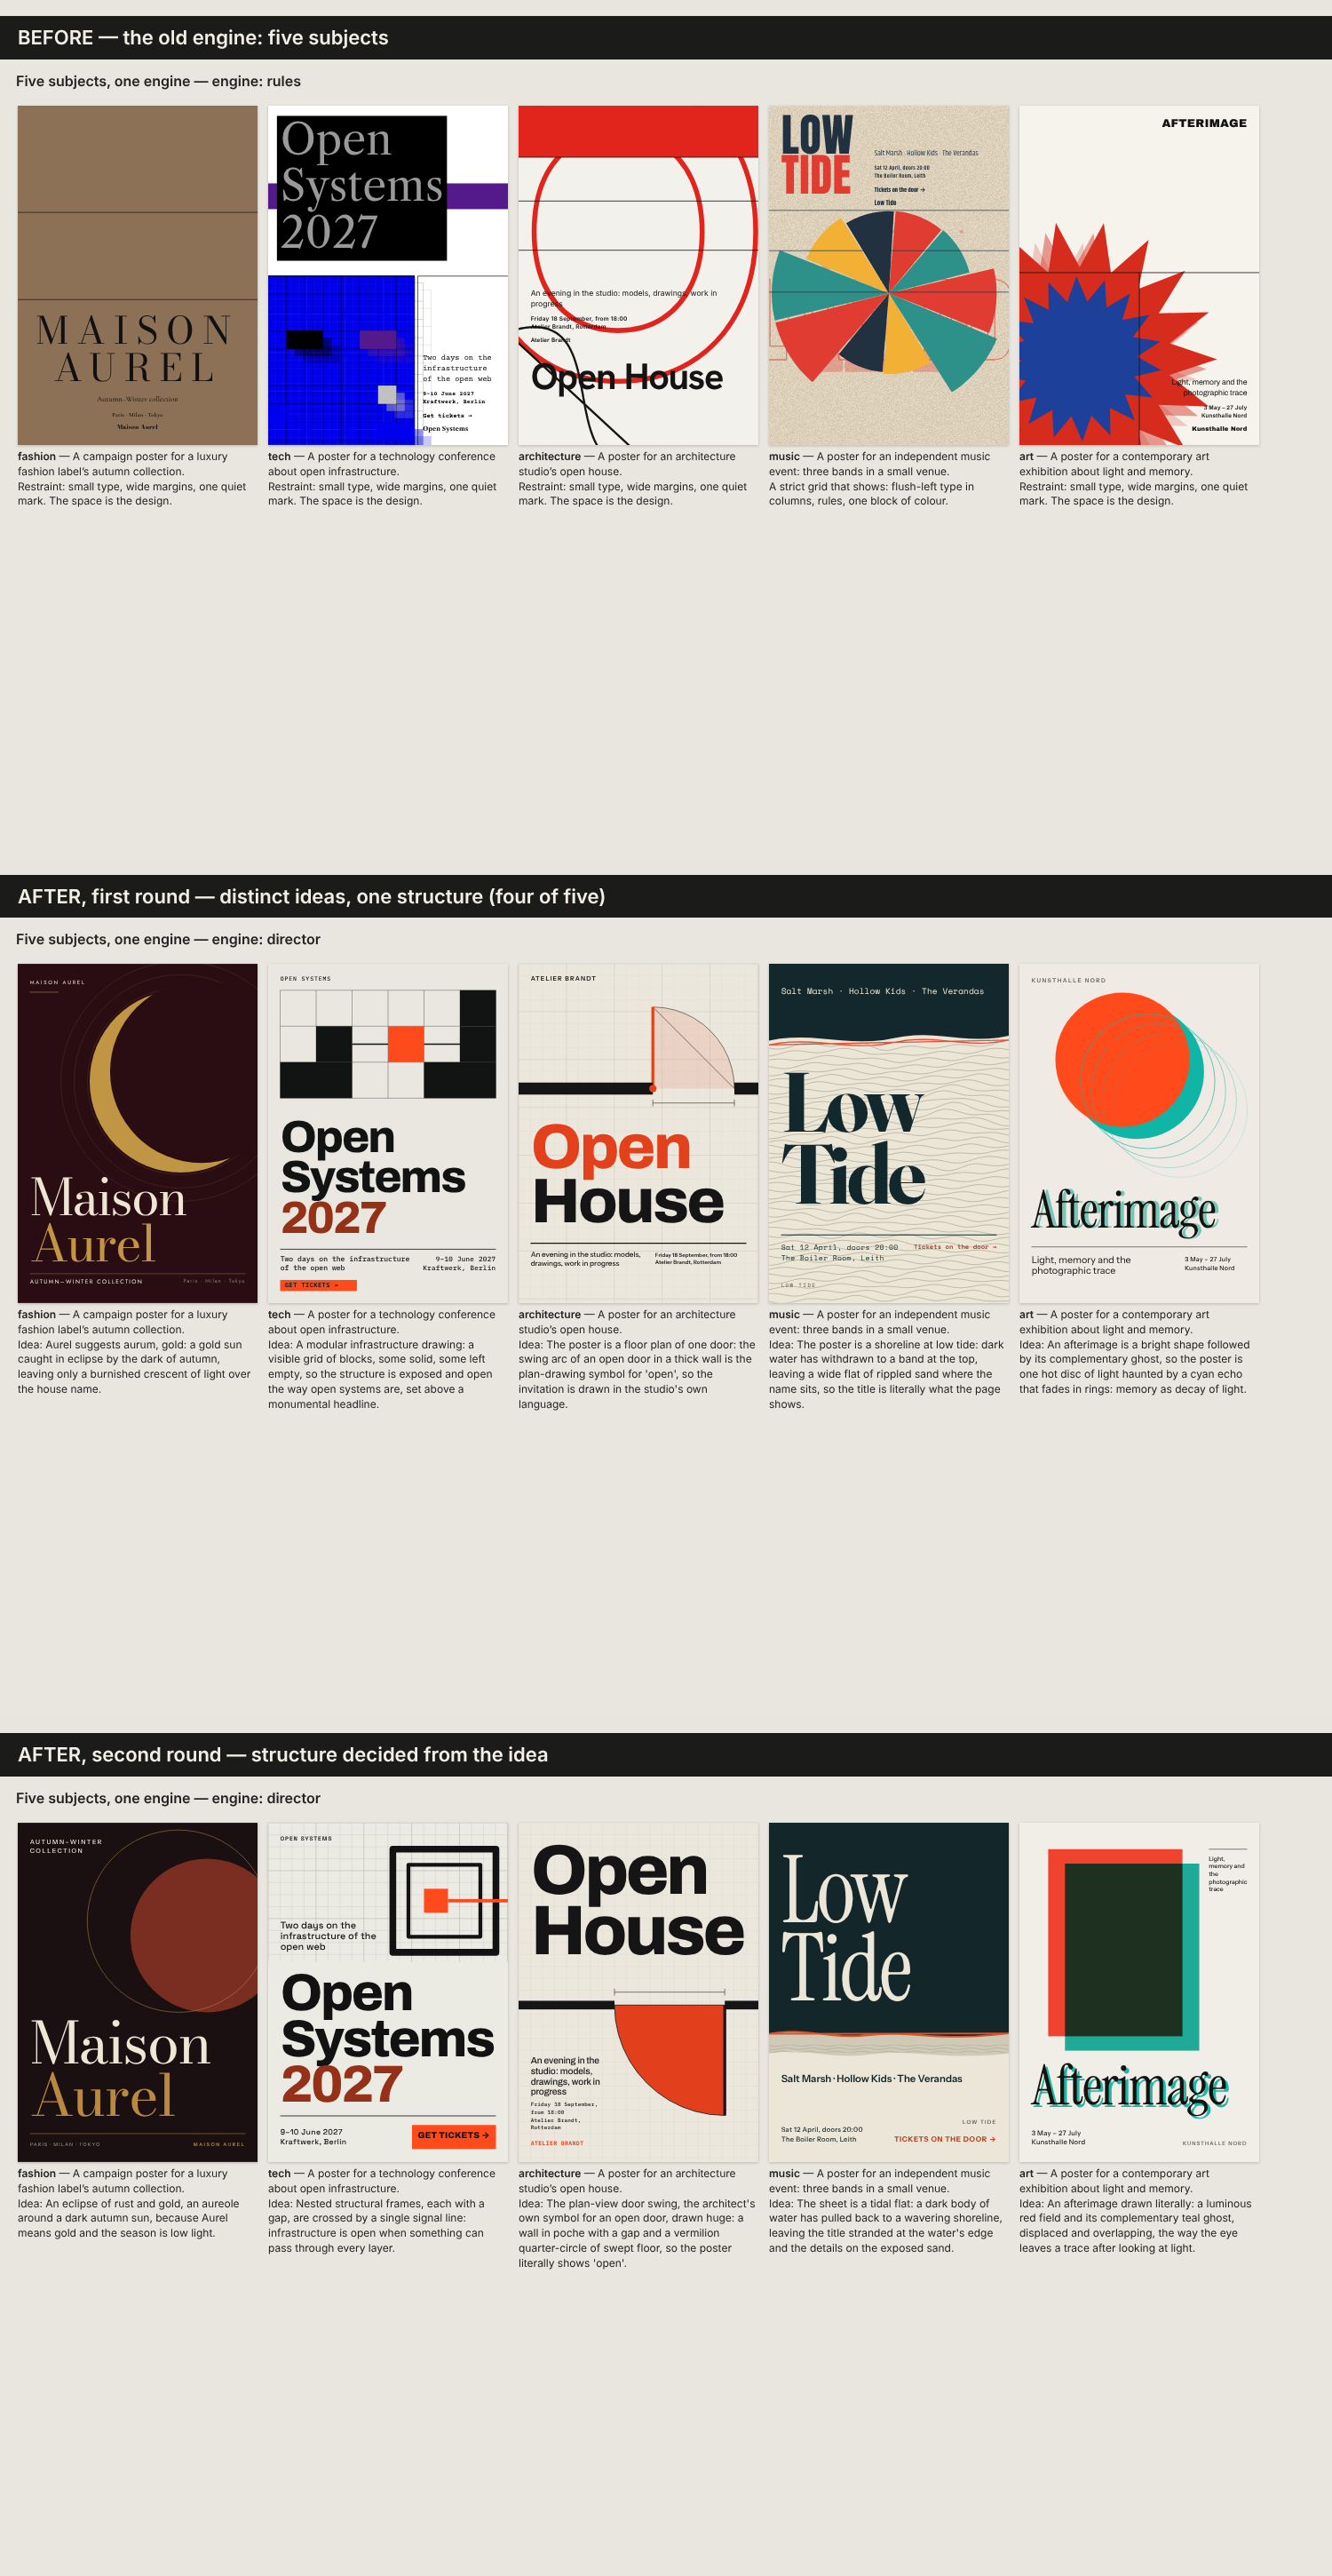 BEFORE — the old engine: five subjects
Five subjects, one engine — engine: rules
MAISON
AUREL
Autumn-Winter collection
Paris · Milan · Tokyo
Maison Aurel
fashion — A campaign poster for a luxury
fashion label's autumn collection.
Restraint: small type, wide margins, one quiet
mark. The space is the design.
Open
Systems
2027
Two days on the
infrastructure
of the open web
9–10 June 2027
Kraftwerk, Berlin
Get tickets →
Open Systems
tech — A poster for a technology conference
about open infrastructure.
Restraint: small type, wide margins, one quiet
mark. The space is the design.
An evening in the studio: models, drawings, work in
progress
Friday 18 September, from 18:00
Atelier Brandt, Rotterdam
Atelier Brandt
Open House
architecture — A poster for an architecture
studio's open house.
Restraint: small type, wide margins, one quiet
mark. The space is the design.
LOW
TIDE
Salt Marsh · Hollow Kids · The Verandas
Sat 12 April, doors 20:00
The Boiler Room, Leith
Tickets on the door →
Low Tide
music — A poster for an independent music
event: three bands in a small venue.
A strict grid that shows: flush-left type in
columns, rules, one block of colour.
AFTERIMAGE
Light, memory and the
photographic trace
3 May – 27 July
Kunsthalle Nord
Kunsthalle Nord
art — A poster for a contemporary art
exhibition about light and memory.
Restraint: small type, wide margins, one quiet
mark. The space is the design.
AFTER, first round — distinct ideas, one structure (four of five)
Five subjects, one engine — engine: director
MAISON AUREL
Maison
Aurel
AUTUMN–WINTER COLLECTION
Paris · Milan · Tokyo
fashion — A campaign poster for a luxury
fashion label's autumn collection.
Idea: Aurel suggests aurum, gold: a gold sun
caught in eclipse by the dark of autumn,
leaving only a burnished crescent of light over
the house name.
OPEN SYSTEMS
Open
Systems
2027
Two days on the infrastructure
of the open web
9–10 June 2027
Kraftwerk, Berlin
GET TICKETS →
tech — A poster for a technology conference
about open infrastructure.
Idea: A modular infrastructure drawing: a
visible grid of blocks, some solid, some left
empty, so the structure is exposed and open
the way open systems are, set above a
monumental headline.
ATELIER BRANDT
Open
House
An evening in the studio: models,
drawings, work in progress
Friday 18 September, from 18:00
Atelier Brandt, Rotterdam
architecture — A poster for an architecture
studio's open house.
Idea: The poster is a floor plan of one door: the
swing arc of an open door in a thick wall is the
plan-drawing symbol for 'open', so the
invitation is drawn in the studio's own
language.
Salt Marsh · Hollow Kids · The Verandas
Low
Tide
Sat 12 April, doors 20:00
The Boiler Room, Leith
Tickets on the door →
LOW TIDE
music — A poster for an independent music
event: three bands in a small venue.
Idea: The poster is a shoreline at low tide: dark
water has withdrawn to a band at the top,
leaving a wide flat of rippled sand where the
name sits, so the title is literally what the page
shows.
KUNSTHALLE NORD
Afterimage
Light, memory and the
photographic trace
3 May – 27 July
Kunsthalle Nord
art — A poster for a contemporary art
exhibition about light and memory.
Idea: An afterimage is a bright shape followed
by its complementary ghost, so the poster is
one hot disc of light haunted by a cyan echo
that fades in rings: memory as decay of light.
AFTER, second round — structure decided from the idea
Five subjects, one engine — engine: director
AUTUMN–WINTER
COLLECTION
Maison
Aurel
PARIS · MILAN · TOKYO
MAISON AUREL
fashion — A campaign poster for a luxury
fashion label's autumn collection.
Idea: An eclipse of rust and gold, an aureole
around a dark autumn sun, because Aurel
means gold and the season is low light.
OPEN SYSTEMS
Two days on the
infrastructure of the
open web
Open
Systems
2027
9–10 June 2027
Kraftwerk, Berlin
GET TICKETS →
tech — A poster for a technology conference
about open infrastructure.
Idea: Nested structural frames, each with a
gap, are crossed by a single signal line:
infrastructure is open when something can
pass through every layer.
Open
House
An evening in the
studio: models,
drawings, work in
progress
Friday 18 September,
from 18:00
Atelier Brandt,
Rotterdam
ATELIER BRANDT
architecture — A poster for an architecture
studio's open house.
Idea: The plan-view door swing, the architect's
own symbol for an open door, drawn huge: a
wall in poche with a gap and a vermilion
quarter-circle of swept floor, so the poster
literally shows 'open'.
Low
Tide
Salt Marsh · Hollow Kids · The Verandas
LOW TIDE
Sat 12 April, doors 20:00
The Boiler Room, Leith
TICKETS ON THE DOOR →
music — A poster for an independent music
event: three bands in a small venue.
Idea: The sheet is a tidal flat: a dark body of
water has pulled back to a wavering shoreline,
leaving the title stranded at the water's edge
and the details on the exposed sand.
Light,
memory and
the
photographic
trace
Afterimage
3 May – 27 July
Kunsthalle Nord
KUNSTHALLE NORD
art — A poster for a contemporary art
exhibition about light and memory.
Idea: An afterimage drawn literally: a luminous
red field and its complementary teal ghost,
displaced and overlapping, the way the eye
leaves a trace after looking at light.